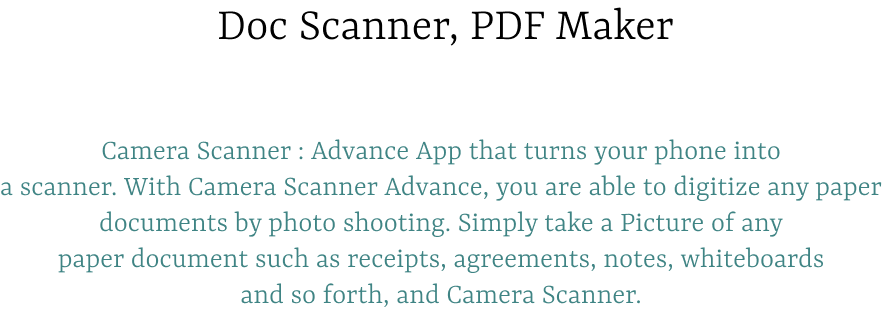 Doc Scanner, PDF Maker
Camera Scanner : Advance App that turns your phone into
a scanner. With Camera Scanner Advance, you are able to digitize any paper
documents by photo shooting. Simply take a Picture of any
paper document such as receipts, agreements, notes, whiteboards
and so forth, and Camera Scanner.